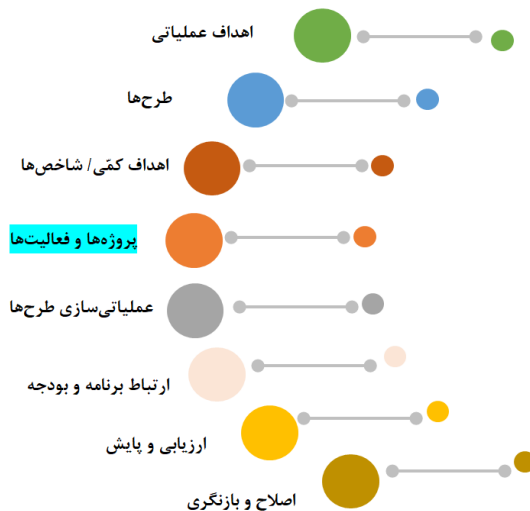 اهداف عملیاتی
طرح‌ها
اهداف کمّی/ شاخص‌ها
پروژه‌ها و فعالیت‌ها
عملیاتی‌سازی طرح‌ها
ارتباط برنامه و بودجه
ارزیابی و پایش
اصلاح و بازنگری